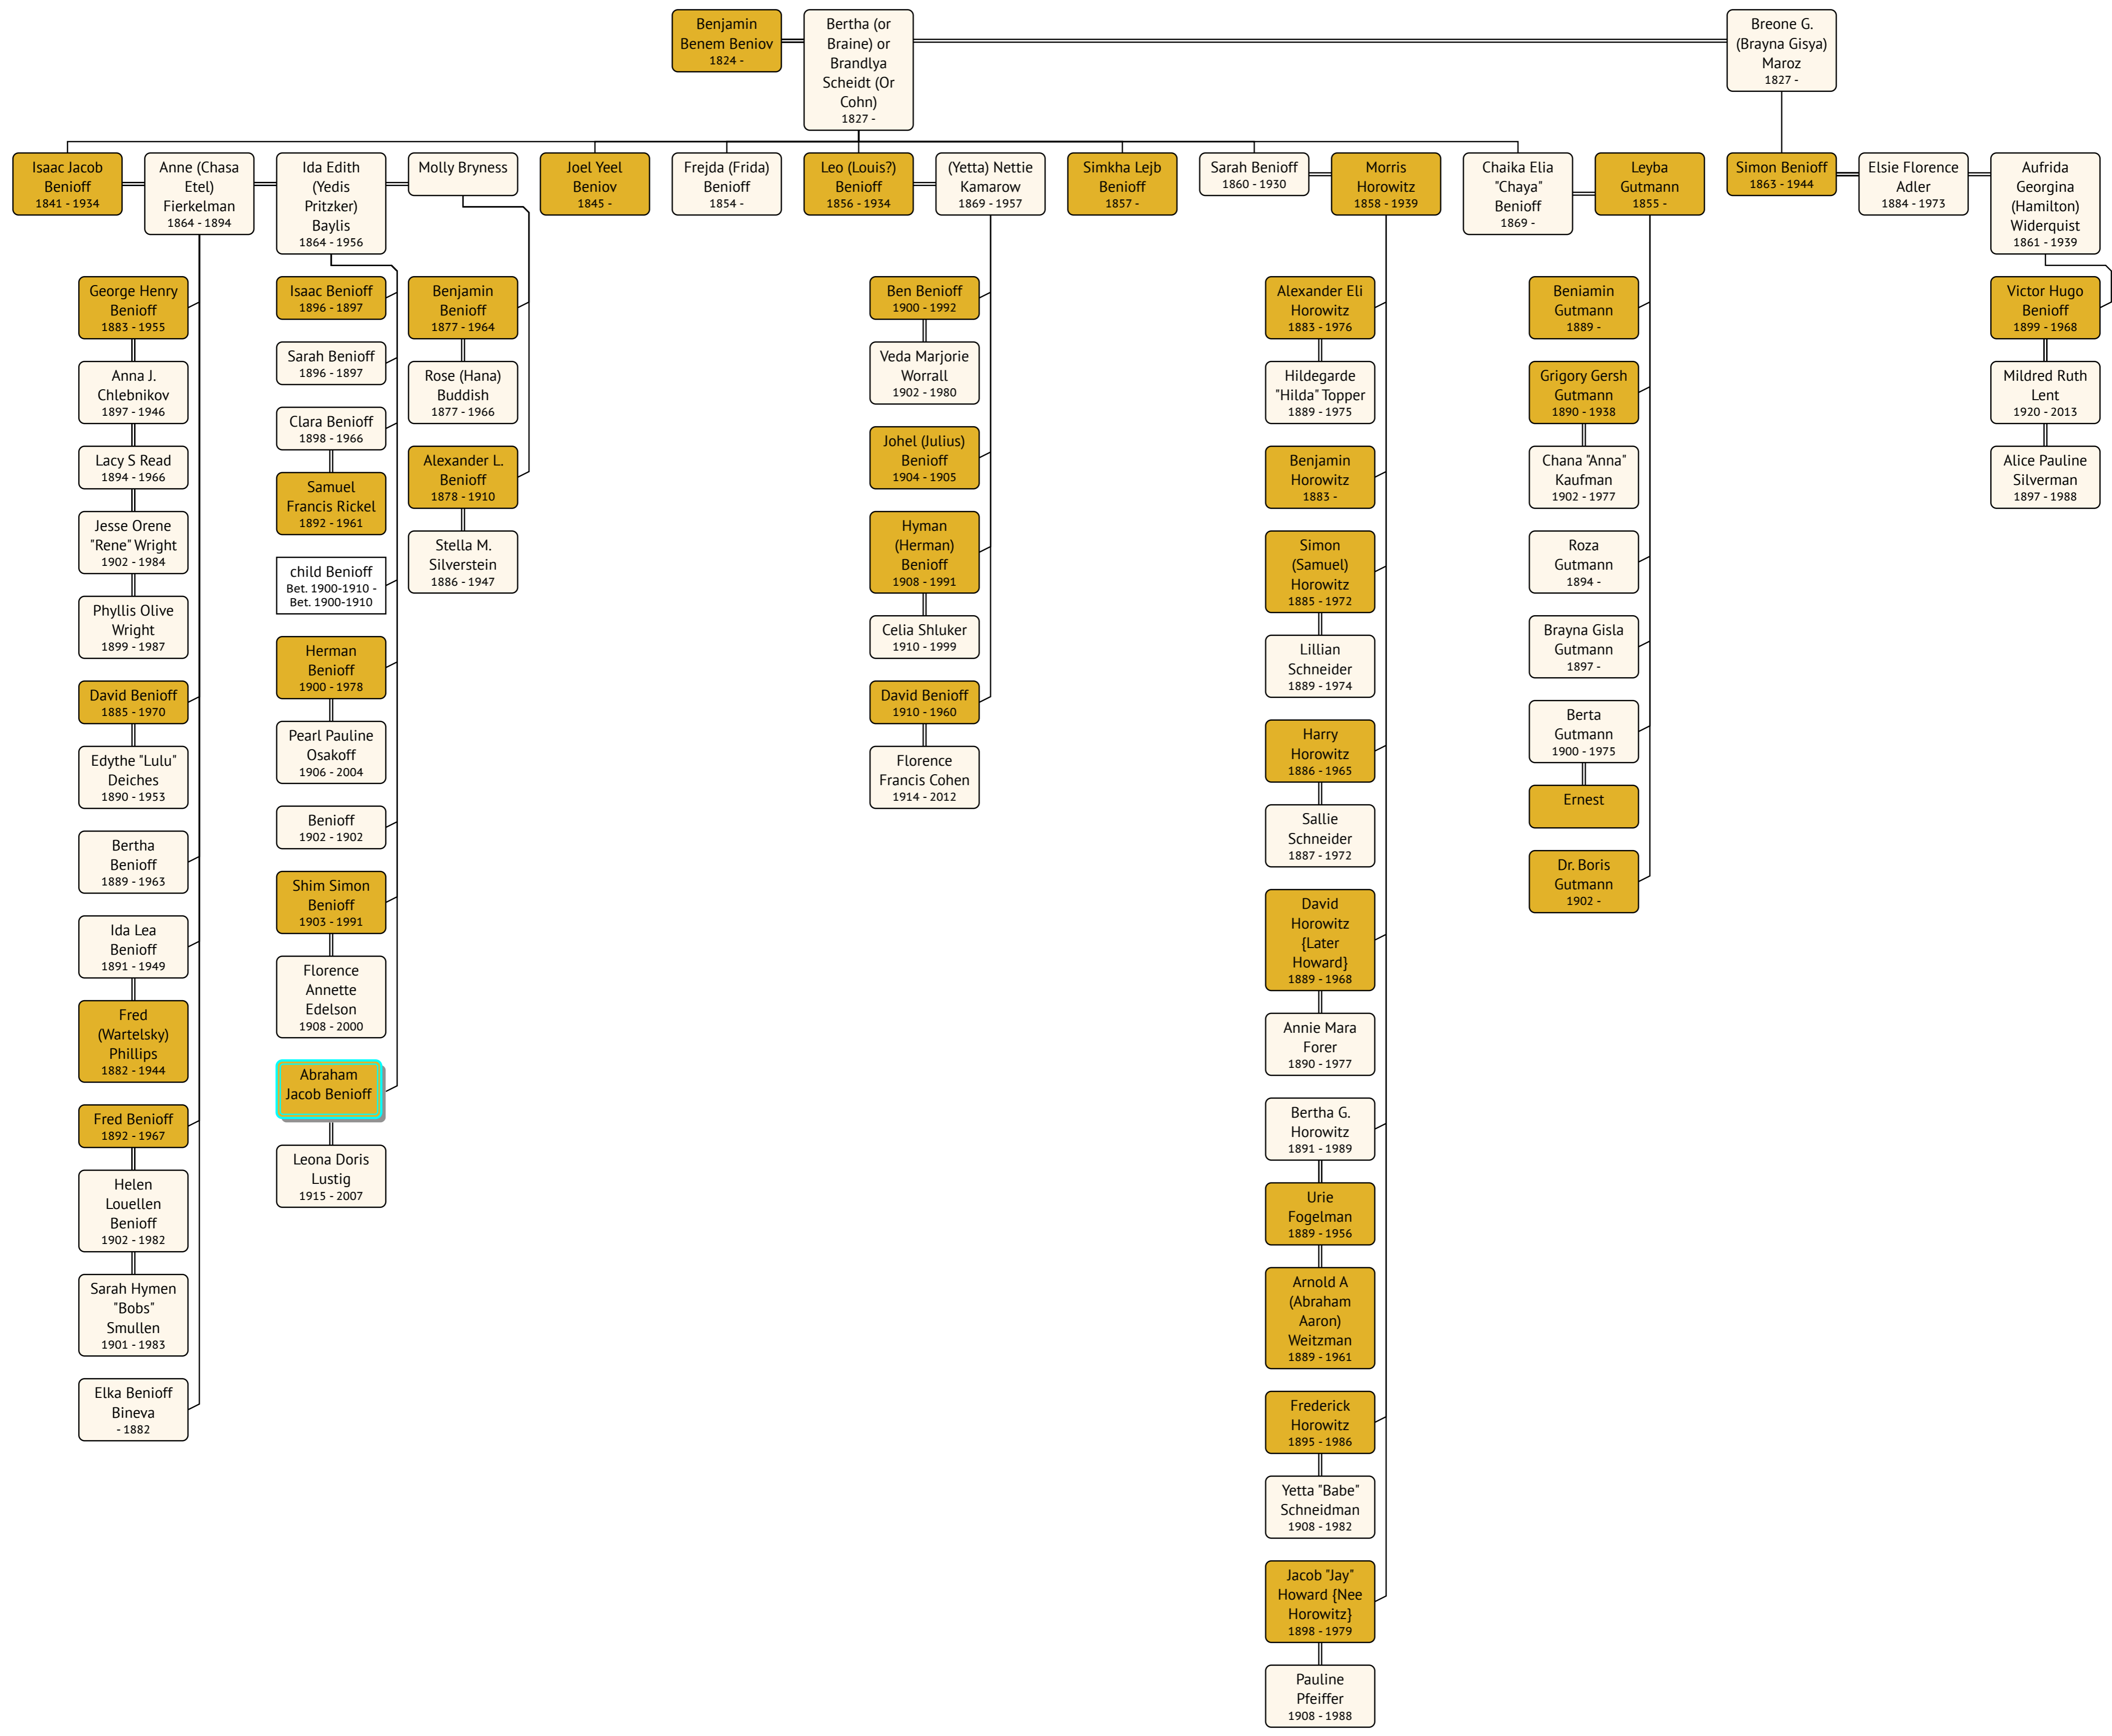 Benjamin
Benem Beniov
1824 -
Bertha (or
Braine) or
Brandlya
Scheidt (Or
Cohn)
1827 -
Breone G.
(Brayna Gisya)
Maroz
1827 -
Isaac Jacob
Benioff
1841 - 1934
Anne (Chasa
Etel)
Fierkelman
1864 - 1894
Ida Edith
(Yedis
Pritzker)
Baylis
1864 - 1956
Molly Bryness
Joel Yeel
Beniov
1845 -
Frejda (Frida)
Benioff
1854 -
Leo (Louis?)
Benioff
1856 - 1934
(Yetta) Nettie
Kamarow
1869 - 1957
Simkha Lejb
Benioff
1857 -
Sarah Benioff
1860 - 1930
Morris
Horowitz
1858 - 1939
Chaika Elia
"Chaya"
Benioff
1869 -
Leyba
Gutmann
1855 -
Simon Benioff
1863 - 1944
Elsie Florence
Adler
1884 - 1973
Aufrida
Georgina
(Hamilton)
Widerquist
1861 - 1939
George Henry
Benioff
1883 - 1955
Anna J.
Chlebnikov
1897 - 1946
Lacy S Read
1894 - 1966
Jesse Orene
"Rene" Wright
1902 - 1984
Phyllis Olive
Wright
1899 - 1987
David Benioff
1885 - 1970
Edythe "Lulu"
Deiches
1890 - 1953
Bertha
Benioff
1889 - 1963
Ida Lea
Benioff
1891 - 1949
Fred
(Wartelsky)
Phillips
1882 - 1944
Fred Benioff
1892 - 1967
Helen
Louellen
Benioff
1902 - 1982
Sarah Hymen
"Bobs"
Smullen
1901 - 1983
Elka Benioff
Bineva
- 1882
Isaac Benioff
1896 - 1897
Sarah Benioff
1896 - 1897
Clara Benioff
1898 - 1966
Samuel
Francis Rickel
1892 - 1961
child Benioff
Bet. 1900-1910 -
Bet. 1900-1910
Herman
Benioff
1900 - 1978
Pearl Pauline
Osakoff
1906 - 2004
Benioff
1902 - 1902
Shim Simon
Benioff
1903 - 1991
Florence
Annette
Edelson
1908 - 2000
Abraham
Jacob Benioff
Leona Doris
Lustig
1915 - 2007
Benjamin
Benioff
1877 - 1964
Rose (Hana)
Buddish
1877 - 1966
Alexander L.
Benioff
1878 - 1910
Stella M.
Silverstein
1886 - 1947
Ben Benioff
1900 - 1992
Veda Marjorie
Worrall
1902 - 1980
Johel (Julius)
Benioff
1904 - 1905
Hyman
(Herman)
Benioff
1908 - 1991
Celia Shluker
1910 - 1999
David Benioff
1910 - 1960
Florence
Francis Cohen
1914 - 2012
Alexander Eli
Horowitz
1883 - 1976
Hildegarde
"Hilda" Topper
1889 - 1975
Benjamin
Horowitz
1883 -
Simon
(Samuel)
Horowitz
1885 - 1972
Lillian
Schneider
1889 - 1974
Harry
Horowitz
1886 - 1965
Sallie
Schneider
1887 - 1972
David
Horowitz
{Later
Howard}
1889 - 1968
Annie Mara
Forer
1890 - 1977
Bertha G.
Horowitz
1891 - 1989
Urie
Fogelman
1889 - 1956
Arnold A
(Abraham
Aaron)
Weitzman
1889 - 1961
Frederick
Horowitz
1895 - 1986
Yetta "Babe"
Schneidman
1908 - 1982
Jacob "Jay"
Howard {Nee
Horowitz}
1898 - 1979
Pauline
Pfeiffer
1908 - 1988
Beniamin
Gutmann
1889 -
Grigory Gersh
Gutmann
1890 - 1938
Chana "Anna"
Kaufman
1902 - 1977
Roza
Gutmann
1894 -
Brayna Gisla
Gutmann
1897 -
Berta
Gutmann
1900 - 1975
Ernest
Dr. Boris
Gutmann
1902 -
Victor Hugo
Benioff
1899 - 1968
Mildred Ruth
Lent
1920 - 2013
Alice Pauline
Silverman
1897 - 1988